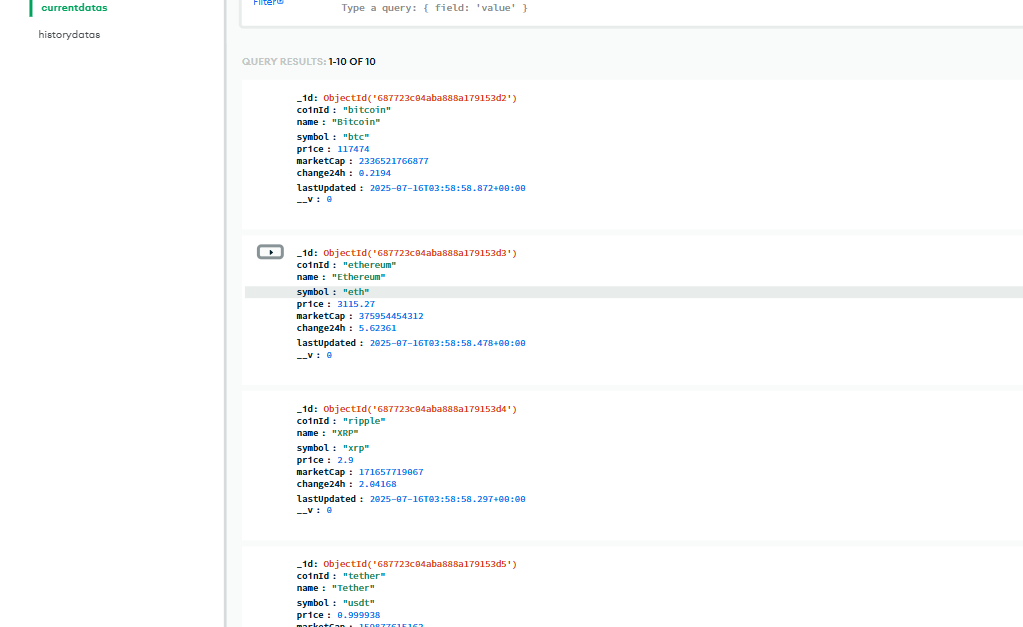 currentdatas
historydatas
Filter
Type a query: { field: 'value' }
QUERY RESULTS: 1-10 OF 10
_id: ObjectId('687723c04aba888a179153d2')
coinId : "bitcoin"
name : "Bitcoin"
symbol : "btc"
price : 117474
marketCap : 2336521766877
change24h : 0.2194
lastUpdated : 2025-07-16T03:58:58.872+00:00
__v : 0
_id: ObjectId('687723c04aba888a179153d3')
coinId : "ethereum"
name : "Ethereum"
symbol : "eth"
price : 3115.27
marketCap : 375954454312
change24h : 5.62361
lastUpdated : 2025-07-16T03:58:58.478+00:00
__v : 0
_id: ObjectId('687723c04aba888a179153d4')
coinId : "ripple"
name : "XRP"
symbol : "xrp"
price : 2.9
marketCap : 171657719067
change24h : 2.04168
lastUpdated : 2025-07-16T03:58:58.297+00:00
__v : 0
_id: ObjectId('687723c04aba888a179153d5')
coinId : "tether"
name : "Tether"
symbol : "usdt"
price : 0.999938
marketCap :